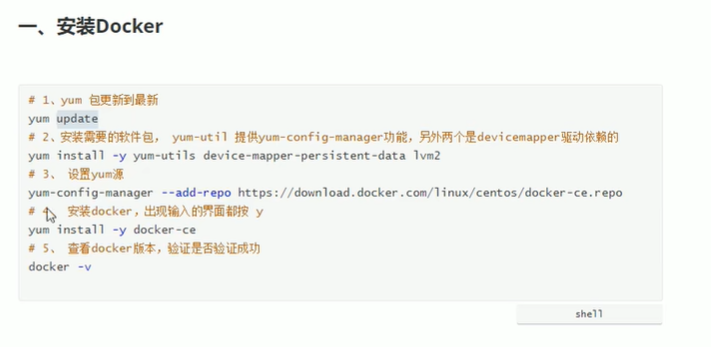 一、安装Docker
# 1、yum 包更新到最新
yum update
# 2、安装需要的软件包， yum-util 提供yum-config-manager功能，另外两个是devicemapper驱动依赖的
yum install -y yum-utils device-mapper-persistent-data lvm2
# 3、 设置yum源
yum-config-manager --add-repo https://download.docker.com/linux/centos/docker-ce.repo
# 4、 安装docker，出现输入的界面都按 y
yum install -y docker-ce
# 5、 查看docker版本，验证是否验证成功
docker -v
shell